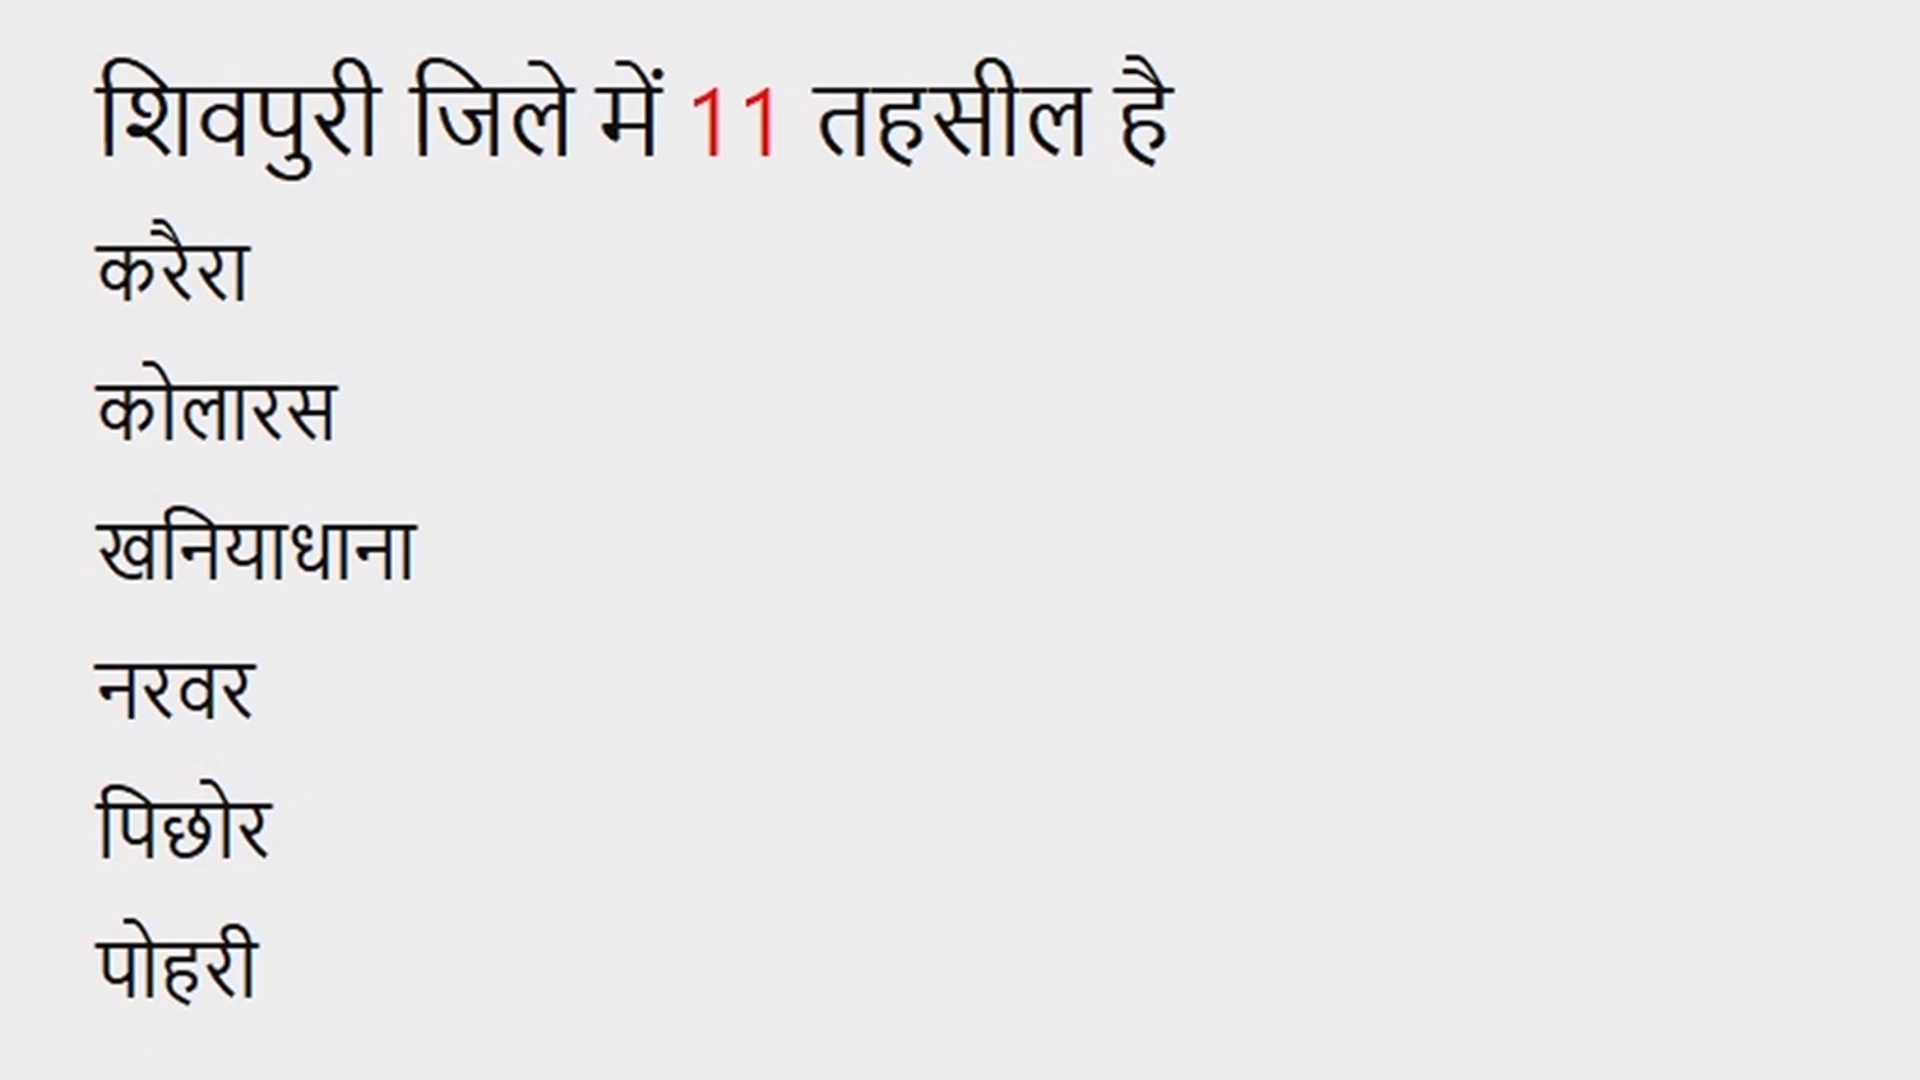 शिवपुरी जिले में 11 तहसील है
करैरा
कोलारस
खनियाधाना
नरवर
पिछोर
पोहरी